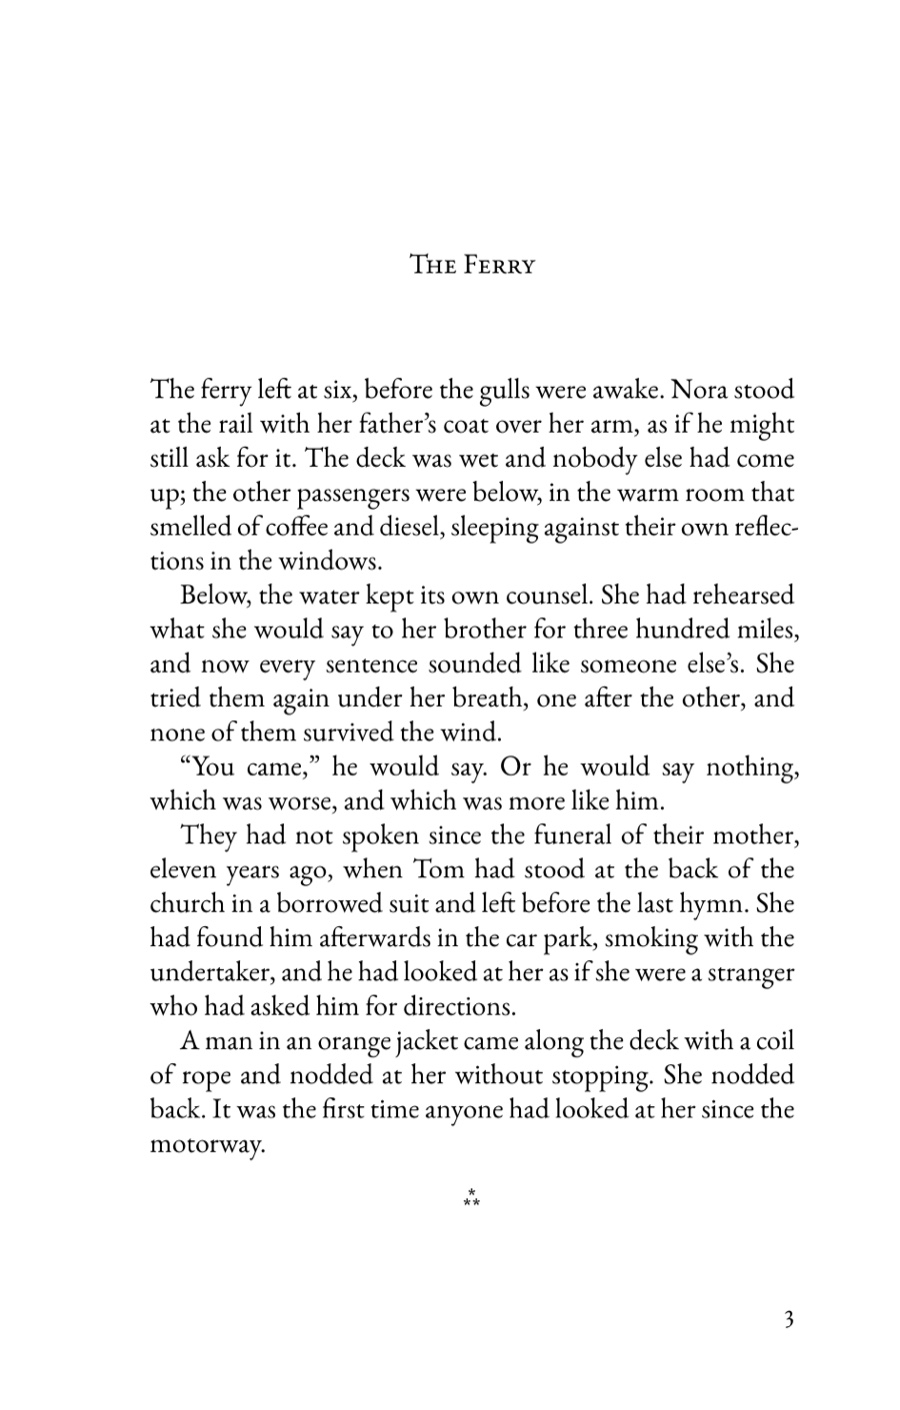 The Ferry
The ferry left at six, before the gulls were awake. Nora stood
at the rail with her father’s coat over her arm, as if he might
still ask for it. The deck was wet and nobody else had come
up; the other passengers were below, in the warm room that
smelled of coffee and diesel, sleeping against their own reflec-
tions in the windows.
Below, the water kept its own counsel. She had rehearsed
what she would say to her brother for three hundred miles,
and now every sentence sounded like someone else’s. She
tried them again under her breath, one after the other, and
none of them survived the wind.
“You came,” he would say. Or he would say nothing,
which was worse, and which was more like him.
They had not spoken since the funeral of their mother,
eleven years ago, when Tom had stood at the back of the
church in a borrowed suit and left before the last hymn. She
had found him afterwards in the car park, smoking with the
undertaker, and he had looked at her as if she were a stranger
who had asked him for directions.
A man in an orange jacket came along the deck with a coil
of rope and nodded at her without stopping. She nodded
back. It was the first time anyone had looked at her since the
motorway.
⁂
3